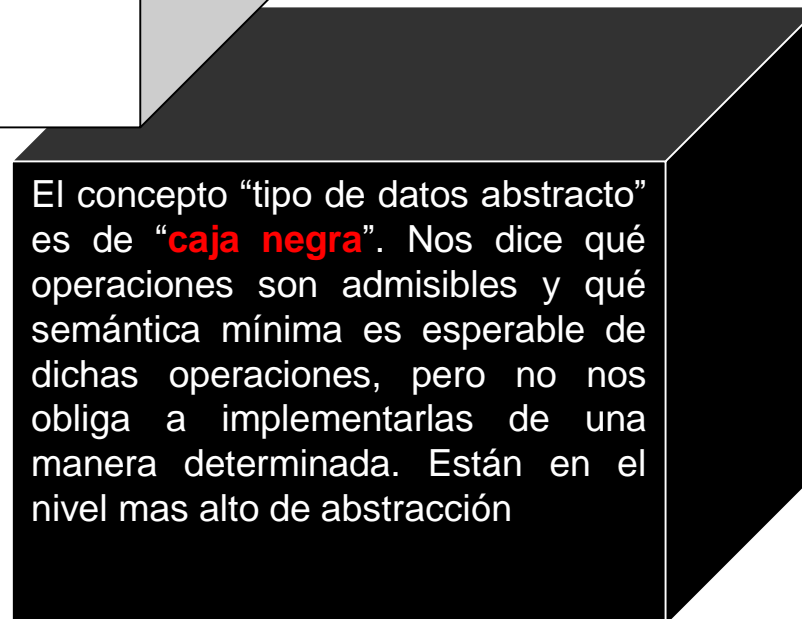 El concepto “tipo de datos abstracto”
es de “caja negra”. Nos dice qué
operaciones son admisibles y qué
semántica mínima es esperable de
dichas operaciones, pero no nos
obliga a implementarlas de una
manera determinada. Están en el
nivel mas alto de abstracción